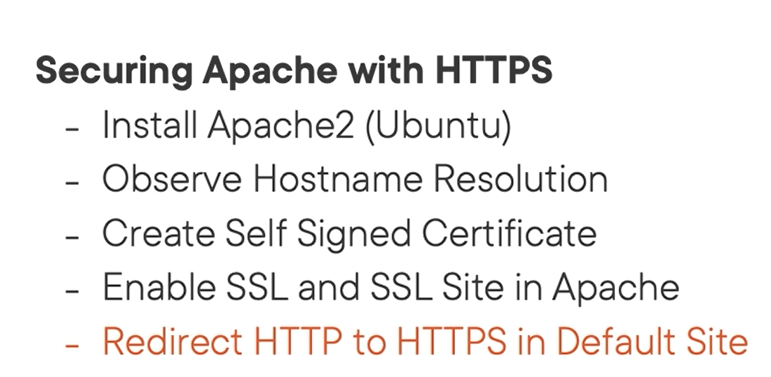 Securing Apache with HTTPS
- Install Apache2 (Ubuntu)
- Observe Hostname Resolution
- Create Self Signed Certificate
- Enable SSL and SSL Site in Apache
- Redirect HTTP to HTTPS in Default Site